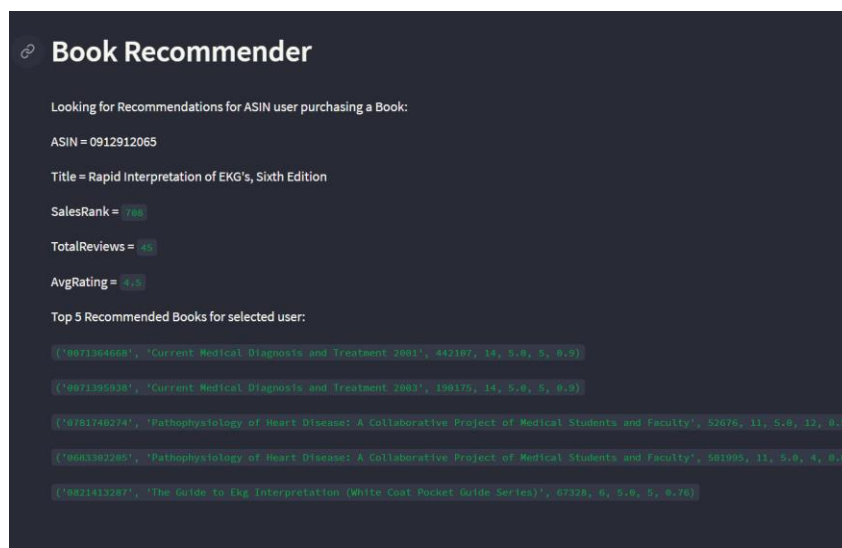 Book Recommender
Looking for Recommendations for ASIN user purchasing a Book:
ASIN = 0912912065
Title = Rapid Interpretation of EKG's, Sixth Edition
SalesRank = 708
TotalReviews = 45
AvgRating = 4.5
Top 5 Recommended Books for selected user:
('0071364668', 'Current Medical Diagnosis and Treatment 2001', 442107, 14, 5.0, 5, 0.9)
('0071395938', 'Current Medical Diagnosis and Treatment 2003', 190175, 14, 5.0, 5, 0.9)
('0781740274', 'Pathophysiology of Heart Disease: A Collaborative Project of Medical Students and Faculty', 52676, 11, 5.0, 12,
('0683302205', 'Pathophysiology of Heart Disease: A Collaborative Project of Medical Students and Faculty', 501995, 11, 5.0, 4,
('0821413287', 'The Guide to Ekg Interpretation (White Coat Pocket Guide Series)', 67328, 6, 5.0, 5, 0.76)